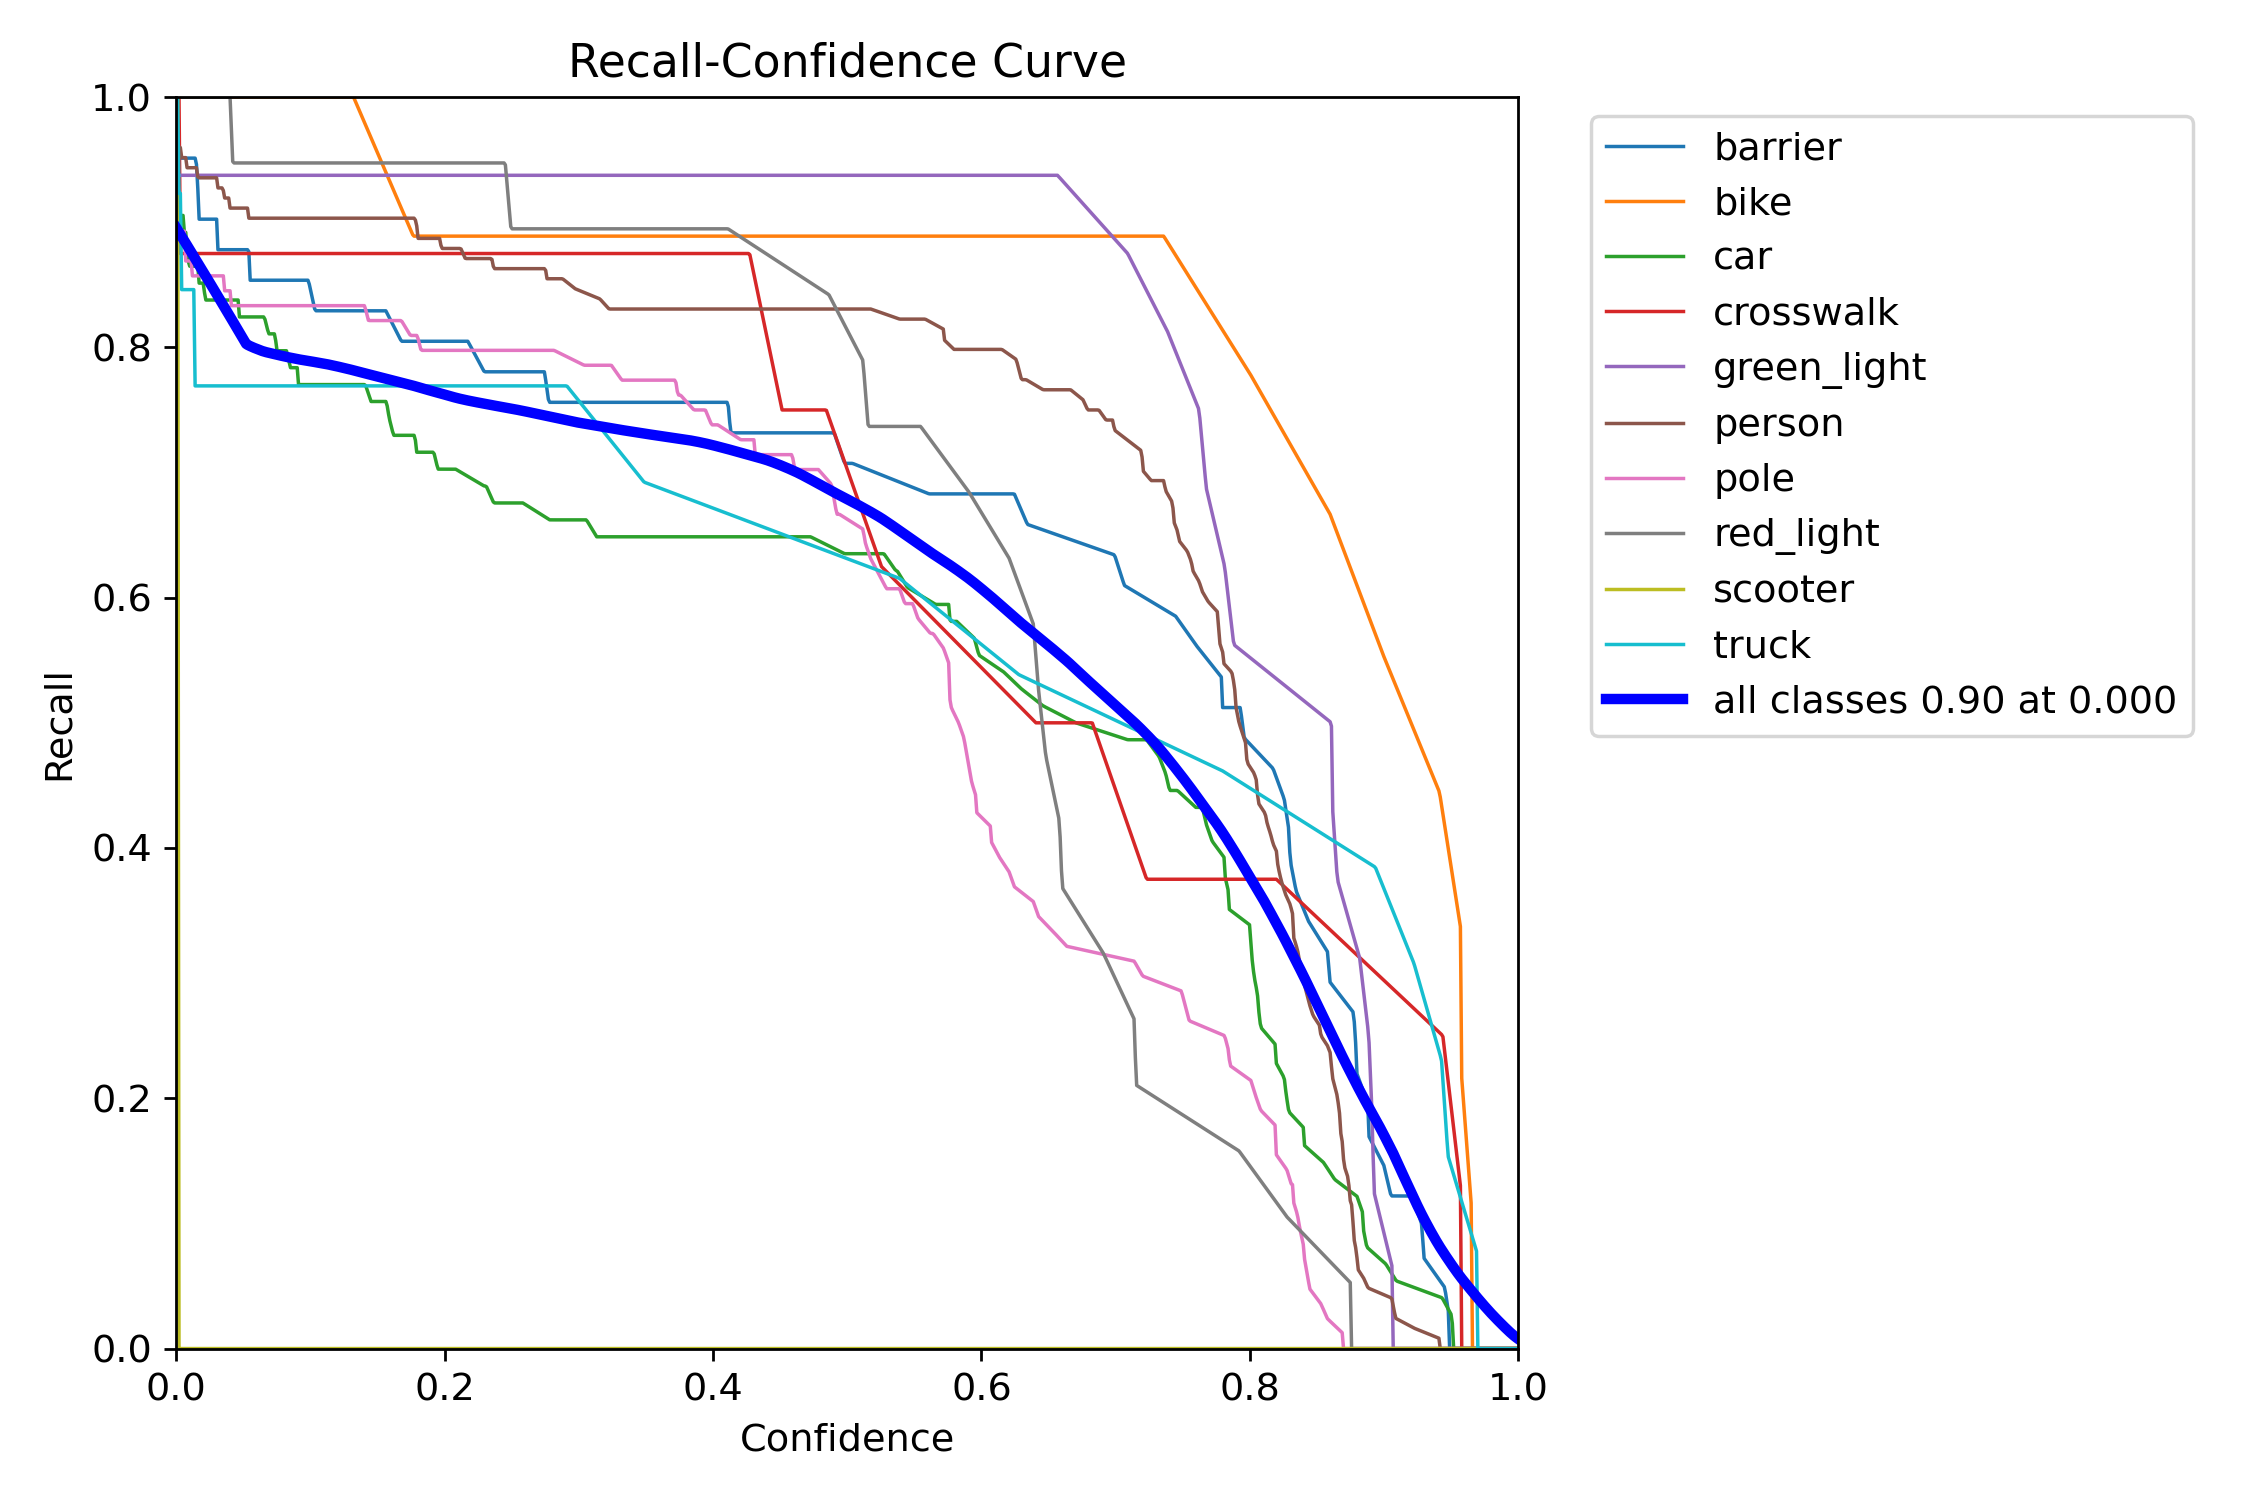 Recall-Confidence Curve
1.0
0.8
0.6
0.4
0.2
0.0
Recall
0.0 0.2 0.4 0.6 0.8 1.0
Confidence
barrier
bike
car
crosswalk
green_light
person
pole
red_light
scooter
truck
all classes 0.90 at 0.000